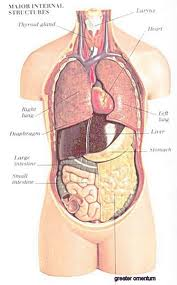 MAJOR INTERNAL
STRUCTURES
Larynx
Thyroid gland
Heart
Right
lung
Left
lung
Diaphragm
Liver
Stomach
Large
intestine
Small
intestine
greater omentum